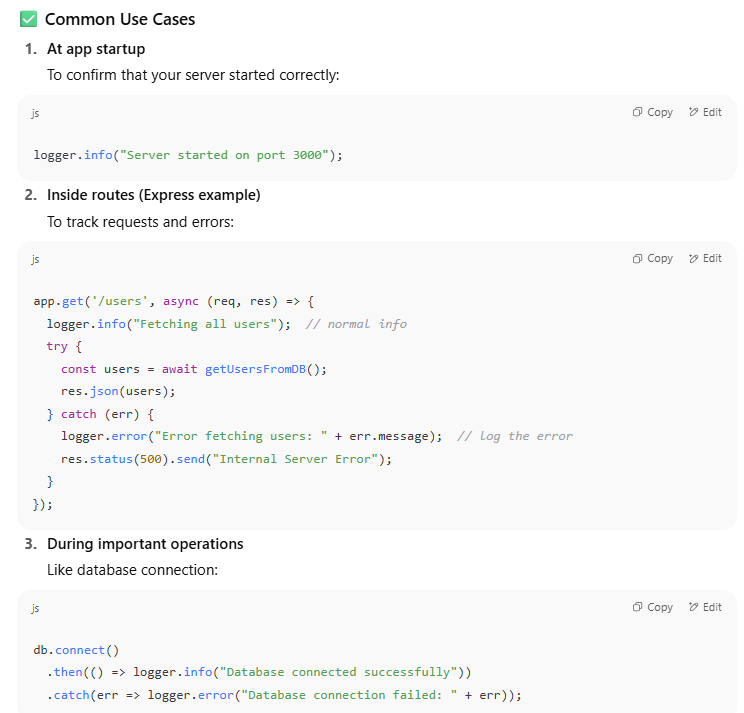 ✅ Common Use Cases
1. At app startup
To confirm that your server started correctly:
js
Copy Edit
logger.info("Server started on port 3000");
2. Inside routes (Express example)
To track requests and errors:
js
Copy Edit
app.get('/users', async (req, res) => {
  logger.info("Fetching all users");  // normal info
  try {
    const users = await getUsersFromDB();
    res.json(users);
  } catch (err) {
    logger.error("Error fetching users: " + err.message);  // log the error
    res.status(500).send("Internal Server Error");
  }
});
3. During important operations
Like database connection:
js
Copy Edit
db.connect()
  .then(() => logger.info("Database connected successfully"))
  .catch(err => logger.error("Database connection failed: " + err));